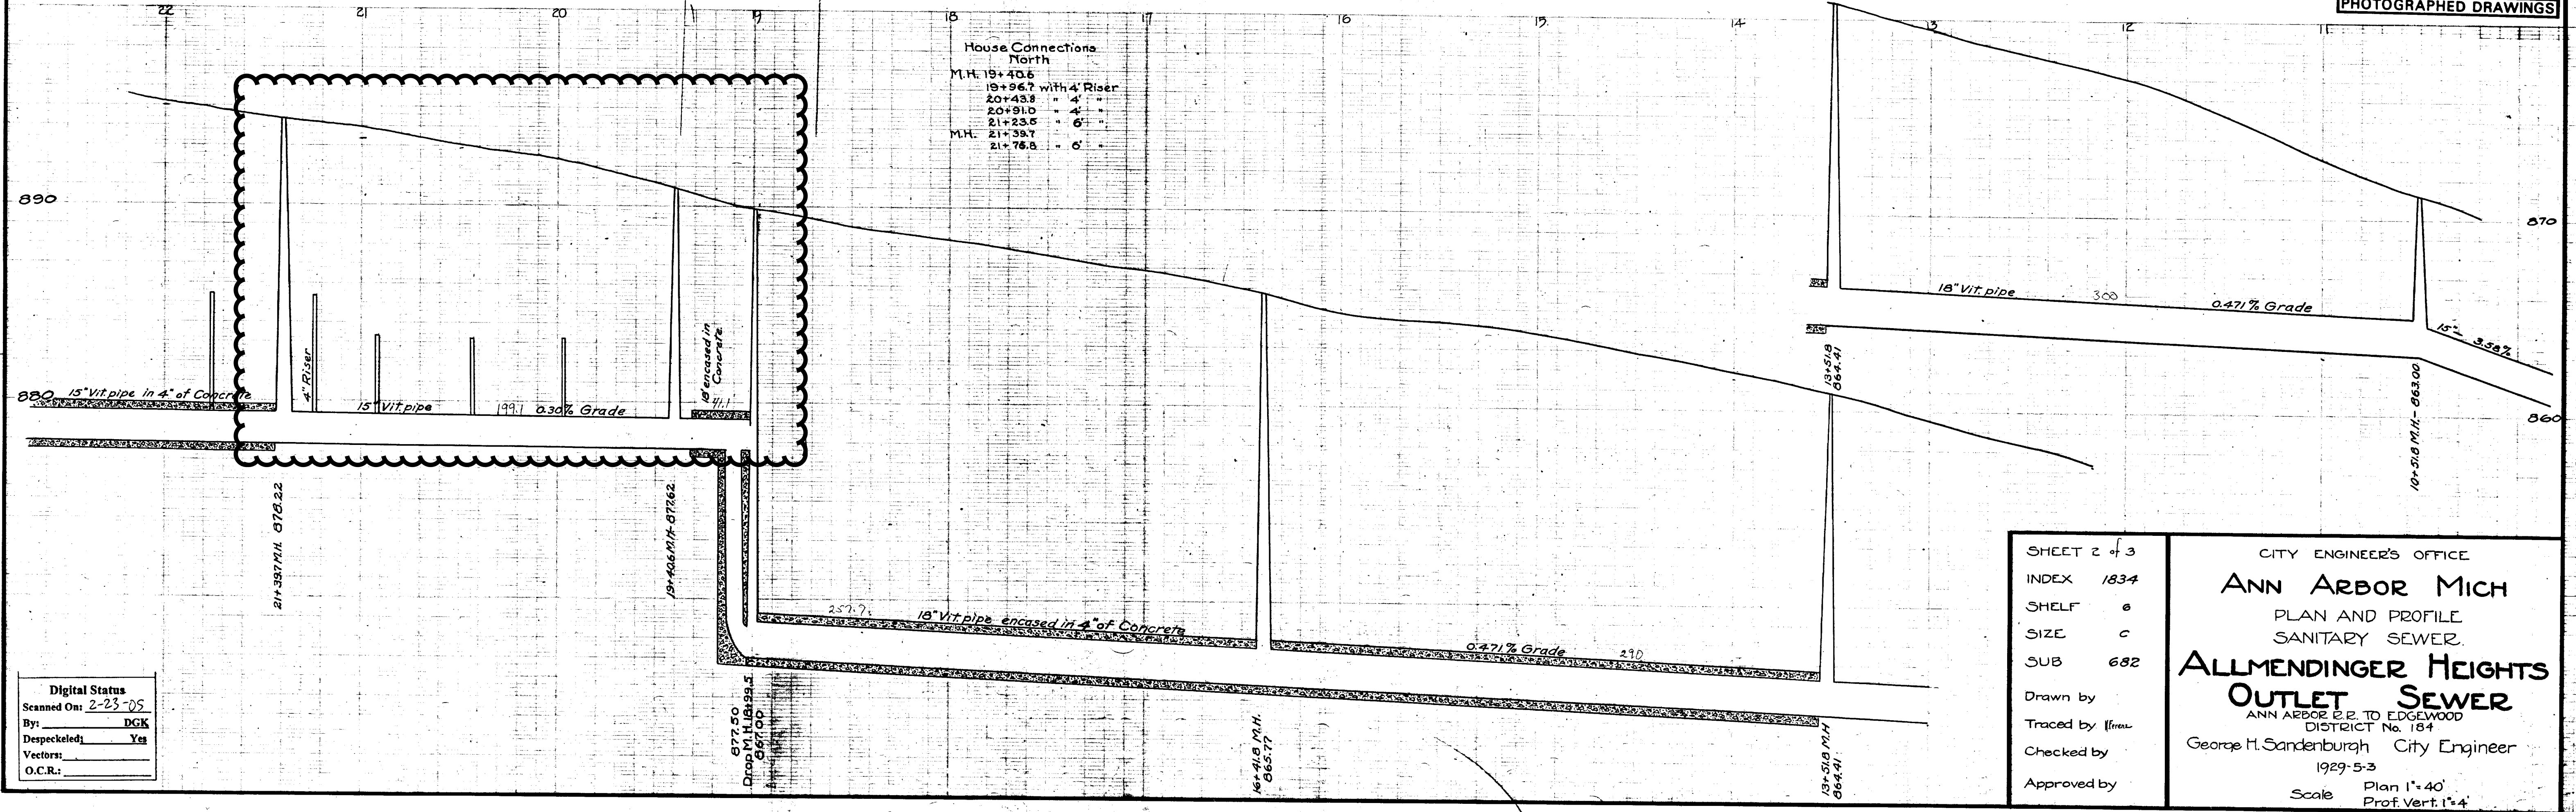 PHOTOGRAPHED DRAWINGS
22 21 20 19 18 17 16 15 14 13 12 11
House Connections
North
M.H. 19+40.6
19+96.7 with 4' Riser
20+43.8 " 4' "
20+91.0 " 4' "
21+23.5 " 6' "
M.H. 21+39.7
21+76.8 " 6' "
890
870
880
860
15" Vit. pipe in 4" of Concrete
4" Riser
15" Vit. pipe
199.1
0.30% Grade
18' encased in
Concrete
41.1
18" Vit. pipe
300
0.471% Grade
15"
3.58%
13+51.8
864.41
10+51.8 M.H. - 863.00
21+39.7 M.H. 878.22
19+40.6 M.H. 877.62
257.7
18" Vit. pipe encased in 4" of Concrete
0.471% Grade
290
877.50
Drop M.H. 18+99.5
867.00
16+41.8 M.H.
865.77
13+51.8 M.H
864.41
Digital Status
Scanned On: 2-23-05
By: DGK
Despeckeled: Yes
Vectors:
O.C.R.:
SHEET 2 of 3
INDEX 1834
SHELF 6
SIZE C
SUB 682
Drawn by
Traced by
Checked by
Approved by
CITY ENGINEER'S OFFICE
ANN ARBOR MICH
PLAN AND PROFILE
SANITARY SEWER.
ALLMENDINGER HEIGHTS
OUTLET SEWER
ANN ARBOR R.R. TO EDGEWOOD
DISTRICT No. 184
George H. Sandenburgh City Engineer
1929-5-3
Scale Plan 1"=40'
Prof. Vert. 1"=4'